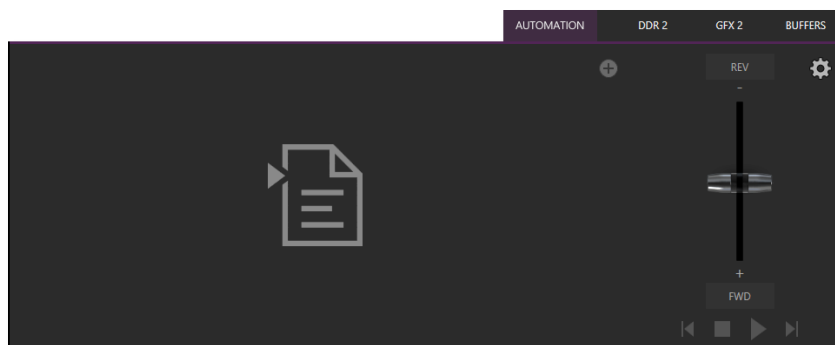 AUTOMATION DDR 2 GFX 2 BUFFERS
REV
-
+
FWD